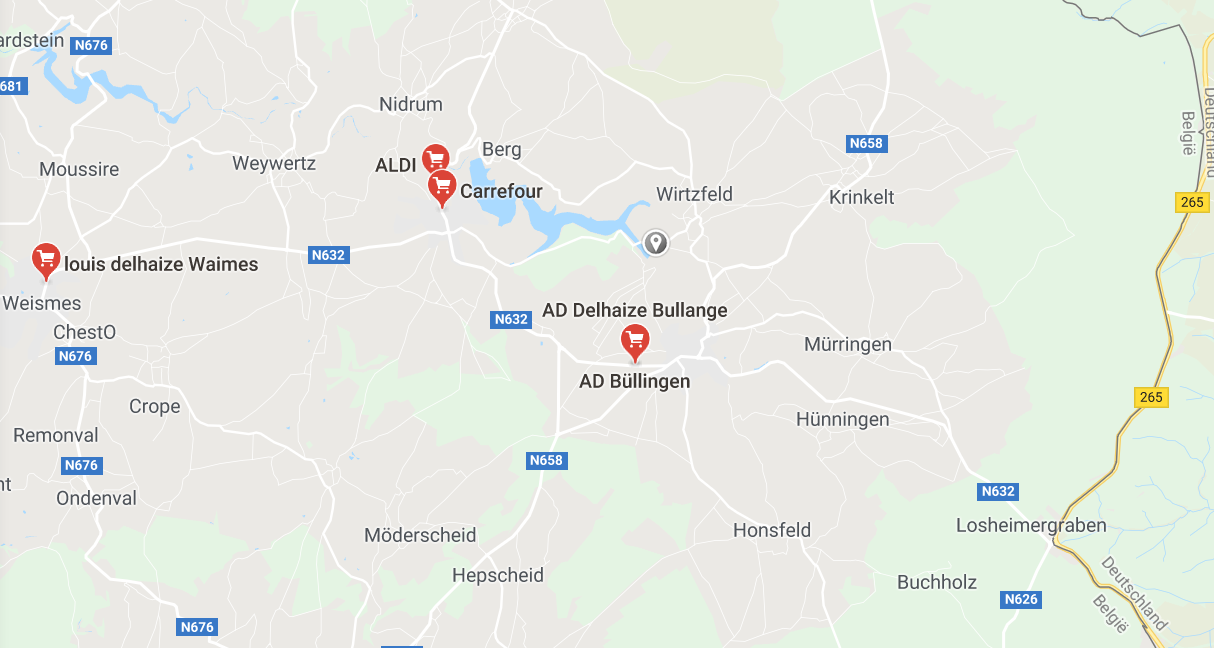 ardstein
N676
681
Nidrum
Deutschland
België
N658
Berg
ALDI
Weywertz
Moussire
Carrefour
Wirtzfeld
Krinkelt
265
N632
louis delhaize Waimes
Weismes
N632
AD Delhaize Bullange
ChestO
N676
Mürringen
AD Büllingen
265
Crope
Hünningen
Remonval
N676
N658
nt
Ondenval
N632
Losheimergraben
Möderscheid
Honsfeld
Hepscheid
Buchholz
N626
Deutschland
België
N676